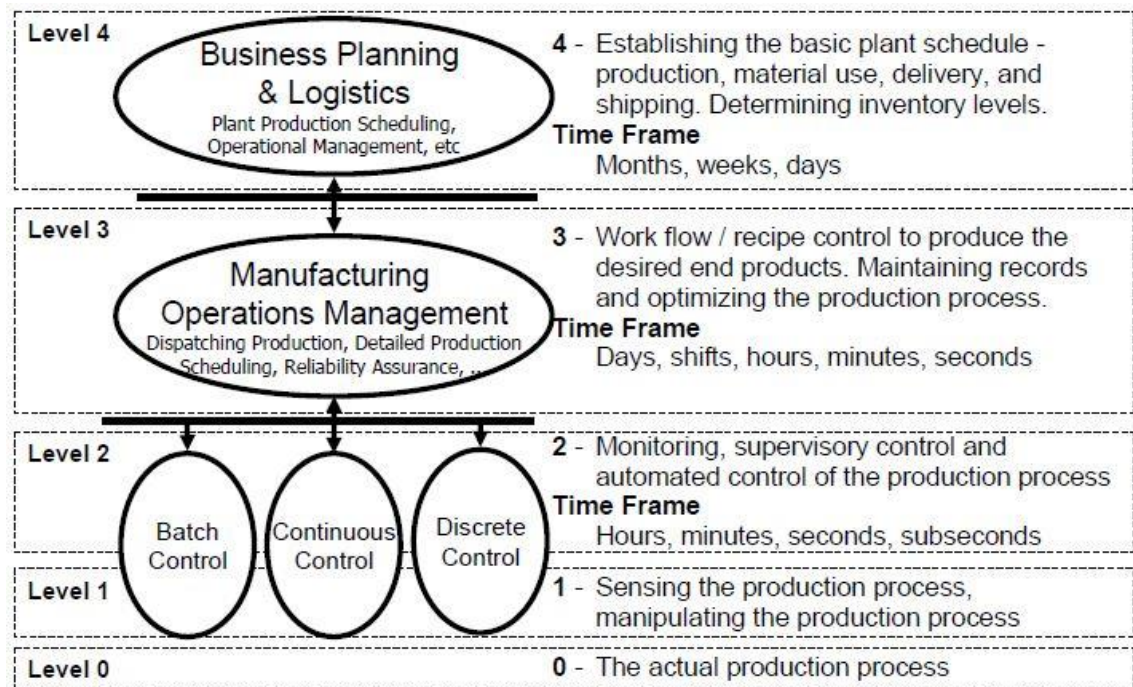 Level 4
Business Planning
& Logistics
Plant Production Scheduling,
Operational Management, etc
4 - Establishing the basic plant schedule -
production, material use, delivery, and
shipping. Determining inventory levels.
Time Frame
Months, weeks, days
Level 3
Manufacturing
Operations Management
Dispatching Production, Detailed Production
Scheduling, Reliability Assurance, ...
3 - Work flow / recipe control to produce the
desired end products. Maintaining records
and optimizing the production process.
Time Frame
Days, shifts, hours, minutes, seconds
Level 2
Batch
Control
Continuous
Control
Discrete
Control
2 - Monitoring, supervisory control and
automated control of the production process
Time Frame
Hours, minutes, seconds, subseconds
Level 1
1 - Sensing the production process,
manipulating the production process
Level 0
0 - The actual production process